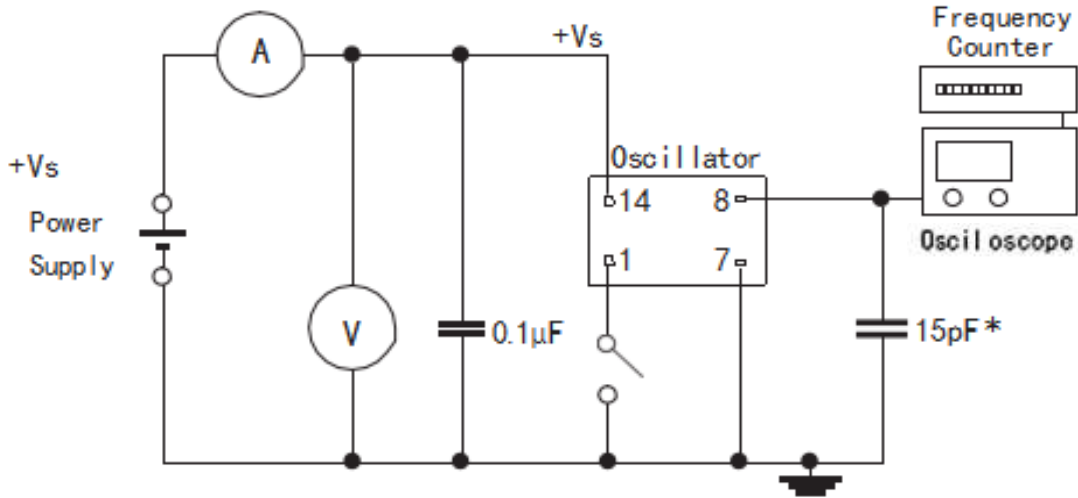 Frequency
Counter
A
+Vs
+Vs
Oscillator
Power
Supply
14
8
1
7
Osciloscope
V
0.1μF
15pF*